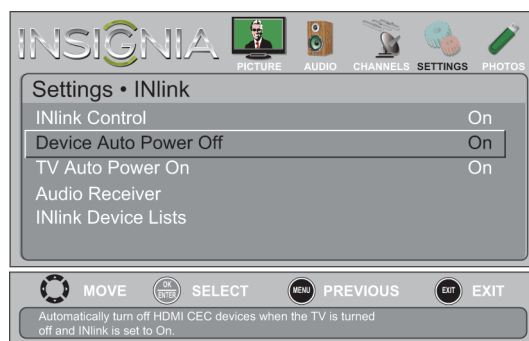 INSIGNIA
PICTURE AUDIO CHANNELS SETTINGS PHOTOS
Settings • INlink
INlink Control On
Device Auto Power Off On
TV Auto Power On On
Audio Receiver
INlink Device Lists
MOVE OK ENTER SELECT MENU PREVIOUS EXIT EXIT
Automatically turn off HDMI CEC devices when the TV is turned
off and INlink is set to On.